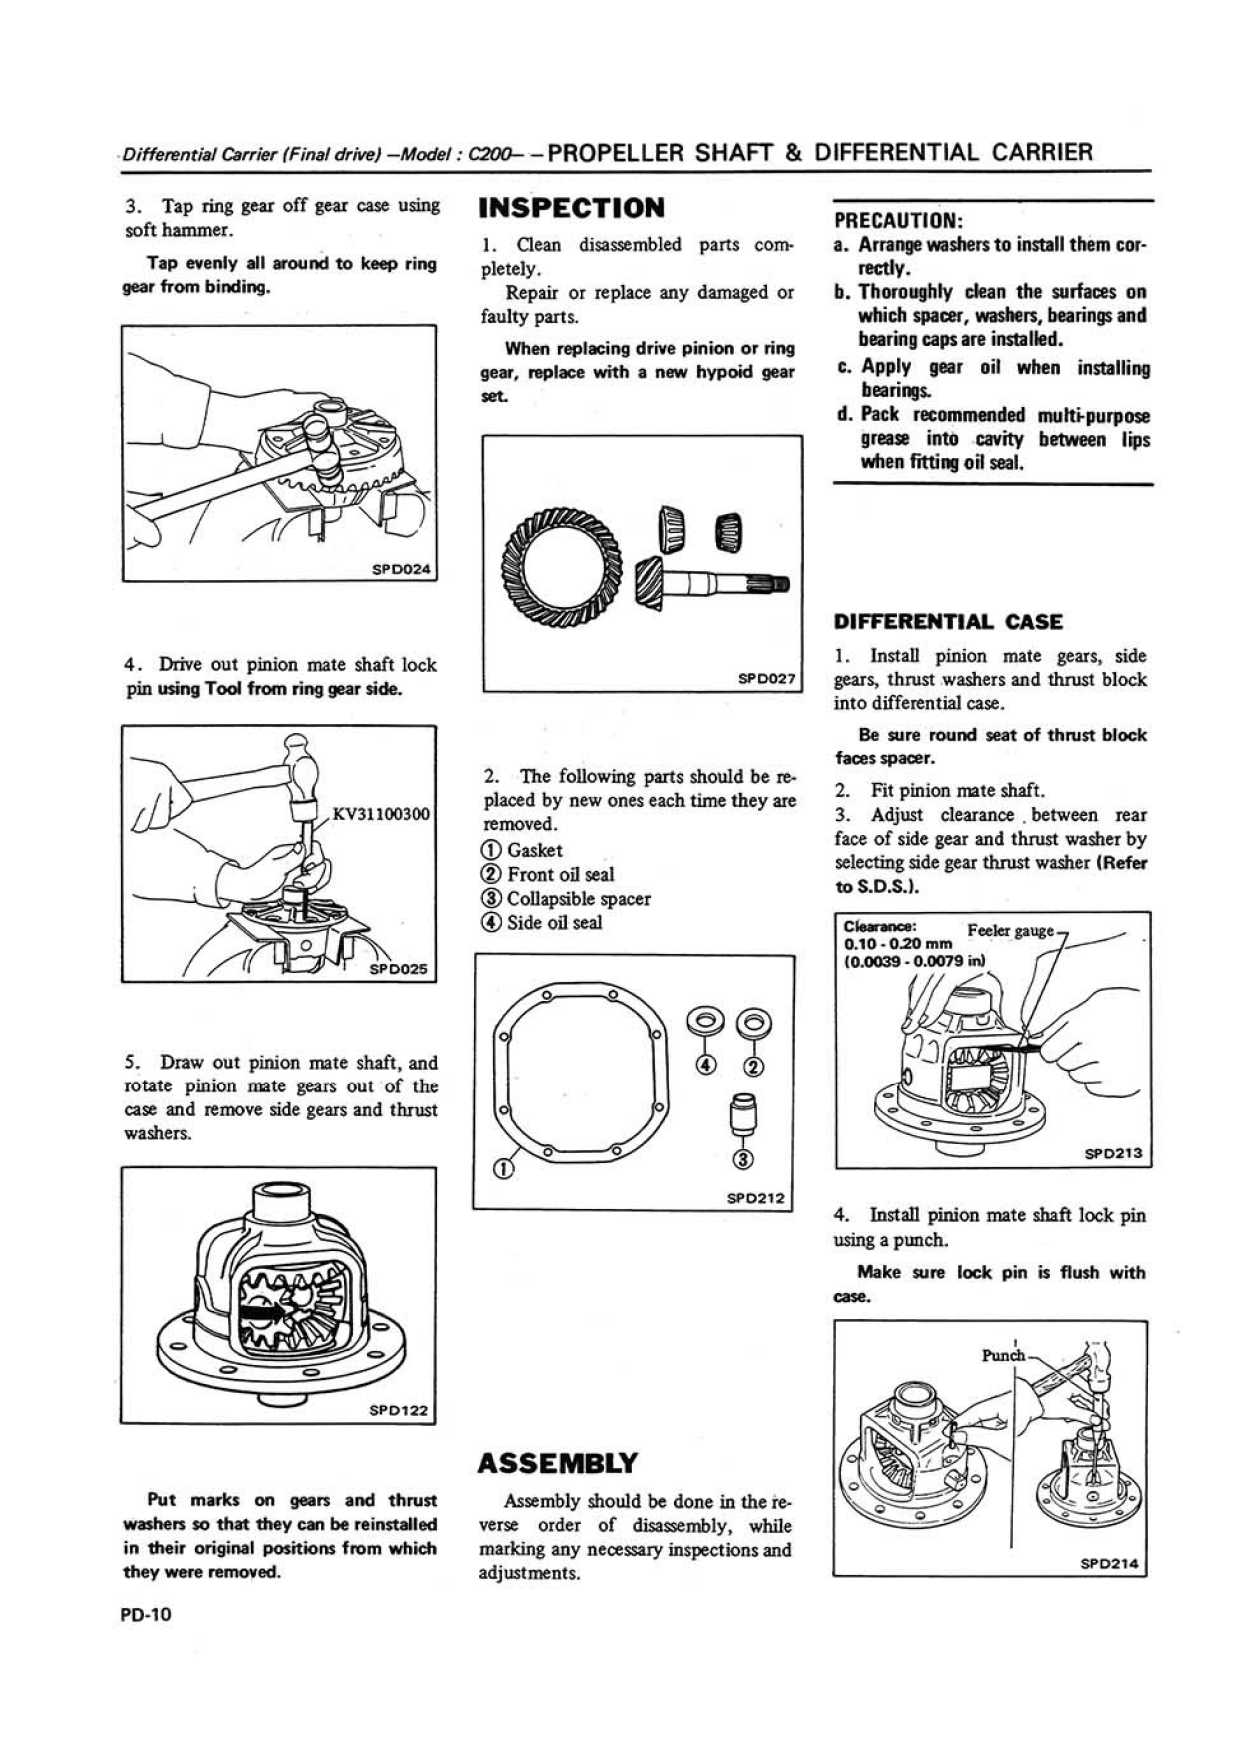 Differential Carrier (Final drive) —Model : C200— — PROPELLER SHAFT & DIFFERENTIAL CARRIER
3. Tap ring gear off gear case using
soft hammer.
Tap evenly all around to keep ring
gear from binding.
SPD024
4. Drive out pinion mate shaft lock
pin using Tool from ring gear side.
KV31100300
SPD025
5. Draw out pinion mate shaft, and
rotate pinion mate gears out of the
case and remove side gears and thrust
washers.
SPD122
Put marks on gears and thrust
washers so that they can be reinstalled
in their original positions from which
they were removed.
PD-10
INSPECTION
1. Clean disassembled parts com-
pletely.
Repair or replace any damaged or
faulty parts.
When replacing drive pinion or ring
gear, replace with a new hypoid gear
set.
SPD027
2. The following parts should be re-
placed by new ones each time they are
removed.
① Gasket
② Front oil seal
③ Collapsible spacer
④ Side oil seal
④ ②
③
①
SPD212
ASSEMBLY
Assembly should be done in the re-
verse order of disassembly, while
marking any necessary inspections and
adjustments.
PRECAUTION:
a. Arrange washers to install them cor-
rectly.
b. Thoroughly clean the surfaces on
which spacer, washers, bearings and
bearing caps are installed.
c. Apply gear oil when installing
bearings.
d. Pack recommended multi-purpose
grease into cavity between lips
when fitting oil seal.
DIFFERENTIAL CASE
1. Install pinion mate gears, side
gears, thrust washers and thrust block
into differential case.
Be sure round seat of thrust block
faces spacer.
2. Fit pinion mate shaft.
3. Adjust clearance between rear
face of side gear and thrust washer by
selecting side gear thrust washer (Refer
to S.D.S.).
Clearance:
0.10 - 0.20 mm
(0.0039 - 0.0079 in)
Feeler gauge
SPD213
4. Install pinion mate shaft lock pin
using a punch.
Make sure lock pin is flush with
case.
Punch
SPD214